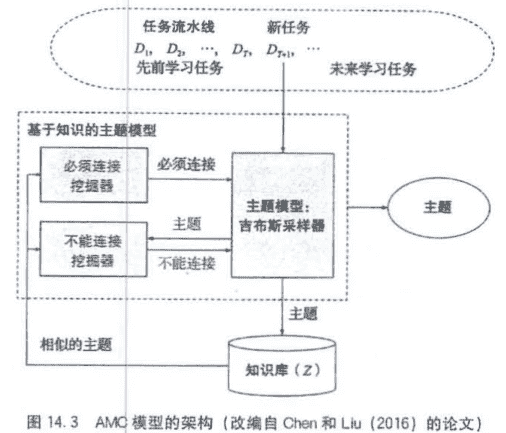 任务流水线 新任务
D₁, D₂, …, D_T, D_{T+1}, …
先前学习任务 未来学习任务
基于知识的主题模型
必须连接
挖掘器
必须连接
主题模型:
吉布斯采样器
主题
主题
不能连接
挖掘器
不能连接
主题
相似的主题
知识库(Z)
图 14.3 AMC 模型的架构(改编自 Chen 和 Liu(2016)的论文)